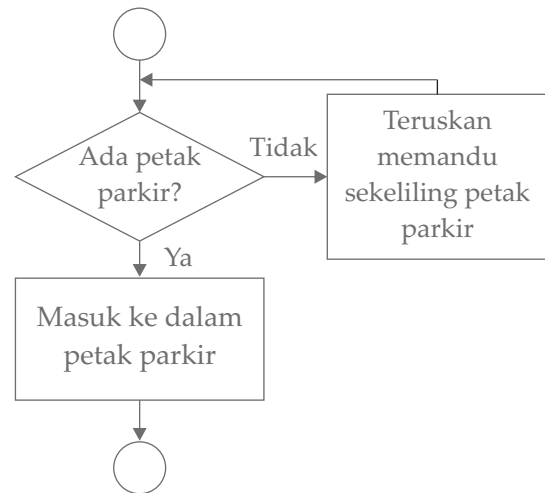 Ada petak
parkir?
Tidak
Teruskan
memandu
sekeliling petak
parkir
Ya
Masuk ke dalam
petak parkir